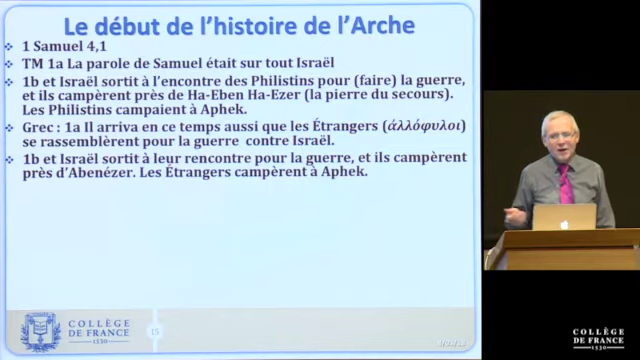 Le début de l'histoire de l'Arche
1 Samuel 4,1
TM 1a La parole de Samuel était sur tout Israël
1b et Israël sortit à l'encontre des Philistins pour (faire) la guerre,
et ils campèrent près de Ha-Eben Ha-Ezer (la pierre du secours).
Les Philistins campaient à Aphek.
Grec : 1a Il arriva en ce temps aussi que les Étrangers (ἀλλόφυλοι)
se rassemblèrent pour la guerre contre Israël.
1b et Israël sortit à leur rencontre pour la guerre, et ils campèrent
près d'Abenézer. Les Étrangers campèrent à Aphek.
COLLÈGE
DE FRANCE
1530
15
COLLÈGE
DE FRANCE
1530